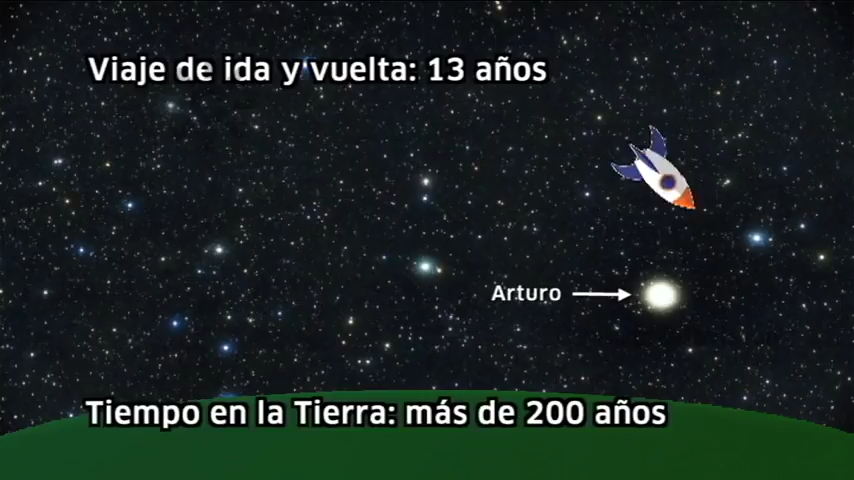 Viaje de ida y vuelta: 13 años
Arturo
Tiempo en la Tierra: más de 200 años